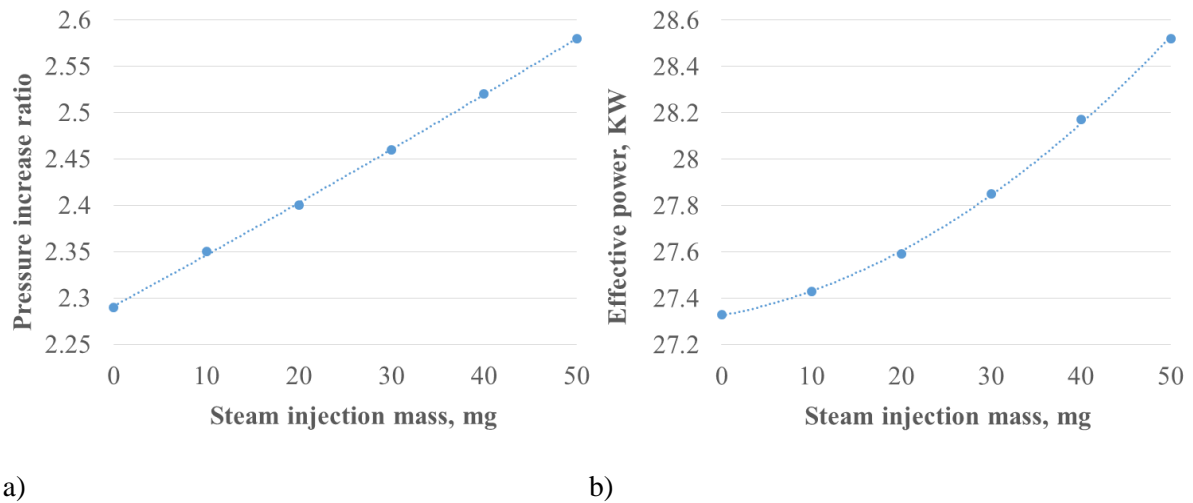 Pressure increase ratio
2.6
2.55
2.5
2.45
2.4
2.35
2.3
2.25
0 10 20 30 40 50
Steam injection mass, mg
a)
Effective power, KW
28.6
28.4
28.2
28
27.8
27.6
27.4
27.2
0 10 20 30 40 50
Steam injection mass, mg
b)